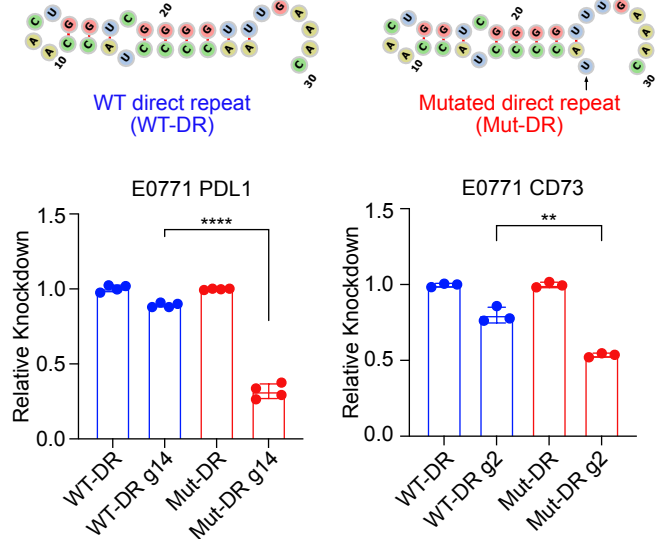 20
C U G G U C G G G G U U U G A A
A A C C A U C C C C A A A C
10
30
20
C U G G U C G G G G U U U G A A
A A C C A U C C C C A U A C
10
30
WT direct repeat
(WT-DR)
Mutated direct repeat
(Mut-DR)
E0771 PDL1
Relative Knockdown
1.5
1.0
0.5
0.0
****
WT-DR
WT-DR g14
Mut-DR
Mut-DR g14
E0771 CD73
Relative Knockdown
1.5
1.0
0.5
0.0
**
WT-DR
WT-DR g2
Mut-DR
Mut-DR g2